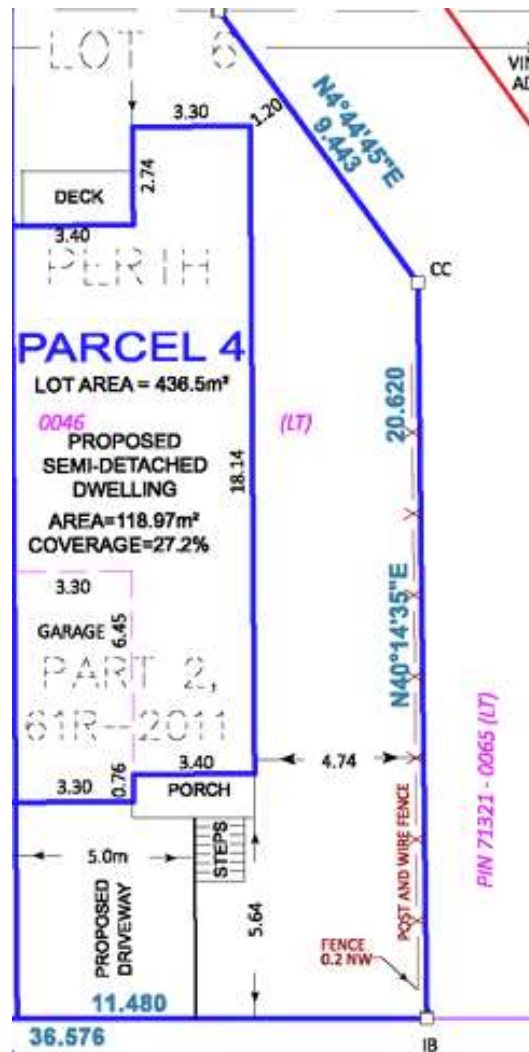 LOT 6
VIN
AD
3.30
1.20
N4°44'45"E
9.443
2.74
DECK
3.40
CC
PERTH
PARCEL 4
LOT AREA = 436.5m²
0046
(LT)
20.620
PROPOSED
SEMI-DETACHED
DWELLING
18.14
AREA=118.97m²
COVERAGE=27.2%
3.30
GARAGE
6.45
N40°14'35"E
PART 2,
61R-2011
PIN 71321 - 0065 (LT)
3.40
4.74
3.30
0.76
PORCH
STEPS
5.0m
POST AND WIRE FENCE
PROPOSED
DRIVEWAY
5.64
FENCE
0.2 NW
11.480
36.576
IB